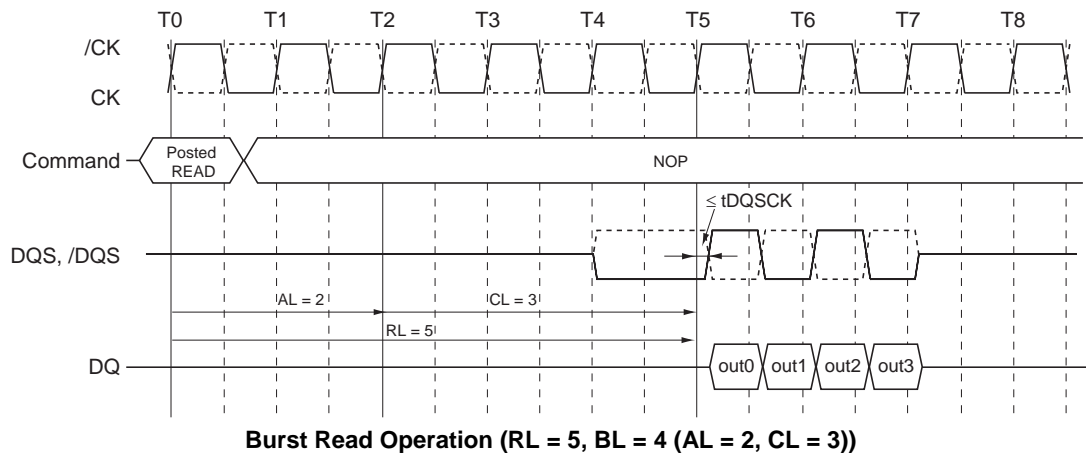 T0 T1 T2 T3 T4 T5 T6 T7 T8
/CK
CK
Command
Posted
READ
NOP
≤ tDQSCK
DQS, /DQS
AL = 2
CL = 3
RL = 5
DQ
out0 out1 out2 out3
Burst Read Operation (RL = 5, BL = 4 (AL = 2, CL = 3))